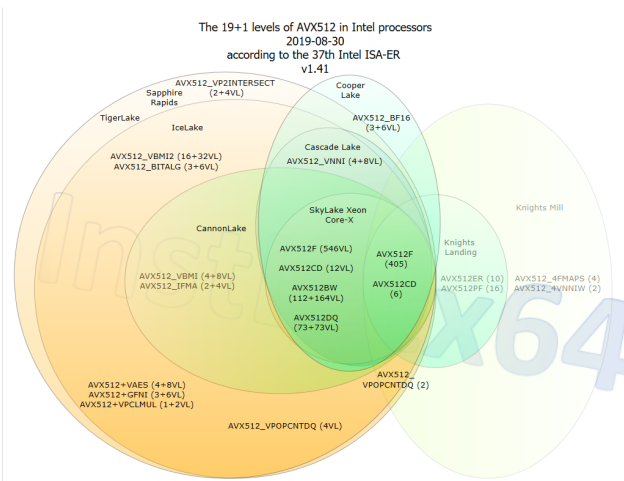 The 19+1 levels of AVX512 in Intel processors
2019-08-30
according to the 37th Intel ISA-ER
v1.41
AVX512_VP2INTERSECT
(2+4VL)
Sapphire
Rapids
Cooper
Lake
TigerLake
IceLake
AVX512_BF16
(3+6VL)
Cascade Lake
AVX512_VNNI (4+8VL)
AVX512_VBMI2 (16+32VL)
AVX512_BITALG (3+6VL)
SkyLake Xeon
Core-X
CannonLake
Knights Mill
Knights
Landing
AVX512F (546VL)
AVX512CD (12VL)
AVX512BW
(112+164VL)
AVX512DQ
(73+73VL)
AVX512F
(405)
AVX512CD
(6)
AVX512_VBMI (4+8VL)
AVX512_IFMA (2+4VL)
AVX512ER (10)
AVX512PF (16)
AVX512_4FMAPS (4)
AVX512_4VNNIW (2)
AVX512_
VPOPCNTDQ (2)
AVX512+VAES (4+8VL)
AVX512+GFNI (3+6VL)
AVX512+VPCLMUL (1+2VL)
AVX512_VPOPCNTDQ (4VL)